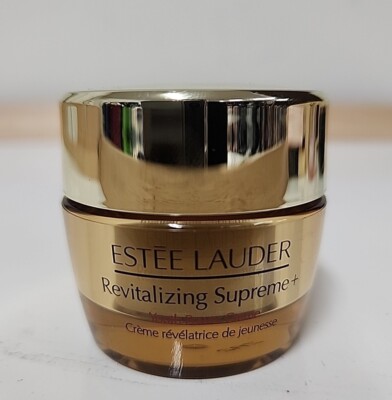 ESTĒE LAUDER
Revitalizing Supreme+
Crème révélatrice de jeunesse